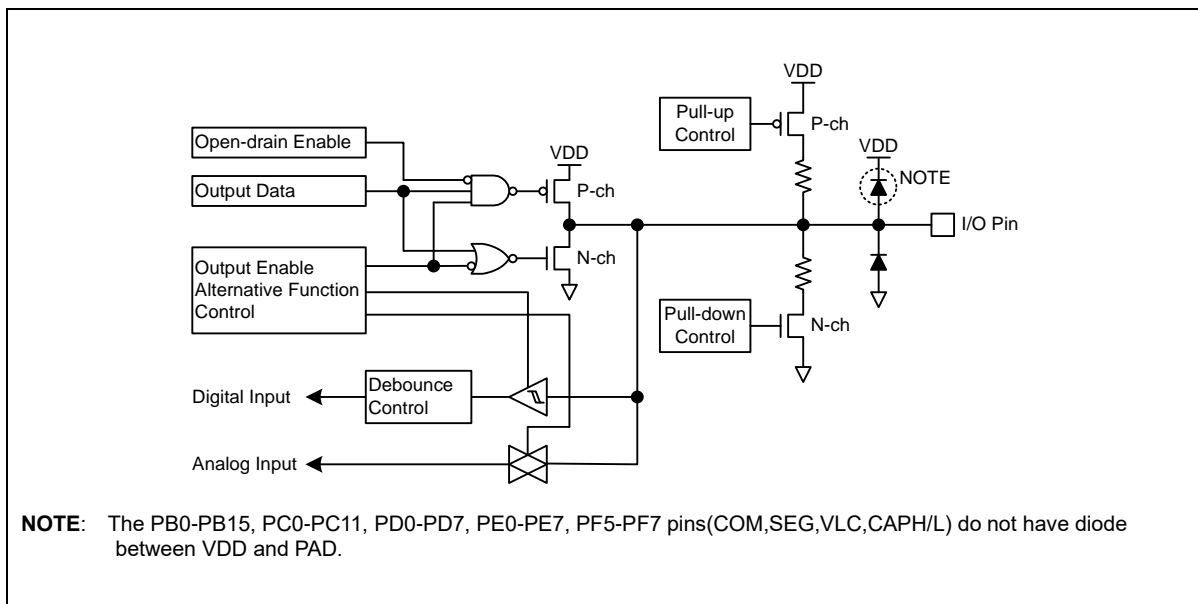 VDD
Pull-up
Control
P-ch
Open-drain Enable
VDD
VDD
NOTE
Output Data
P-ch
I/O Pin
Output Enable
Alternative Function
Control
N-ch
Pull-down
Control
N-ch
Digital Input
Debounce
Control
Analog Input
NOTE: The PB0-PB15, PC0-PC11, PD0-PD7, PE0-PE7, PF5-PF7 pins(COM,SEG,VLC,CAPH/L) do not have diode
between VDD and PAD.